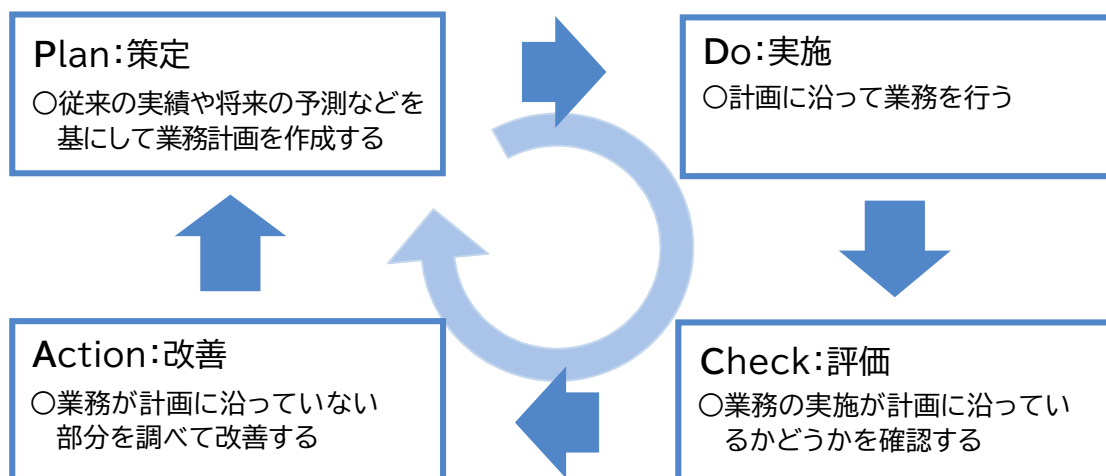 Plan:策定
〇従来の実績や将来の予測などを
基にして業務計画を作成する
Do:実施
〇計画に沿って業務を行う
Action:改善
〇業務が計画に沿っていない
部分を調べて改善する
Check:評価
〇業務の実施が計画に沿ってい
るかどうかを確認する